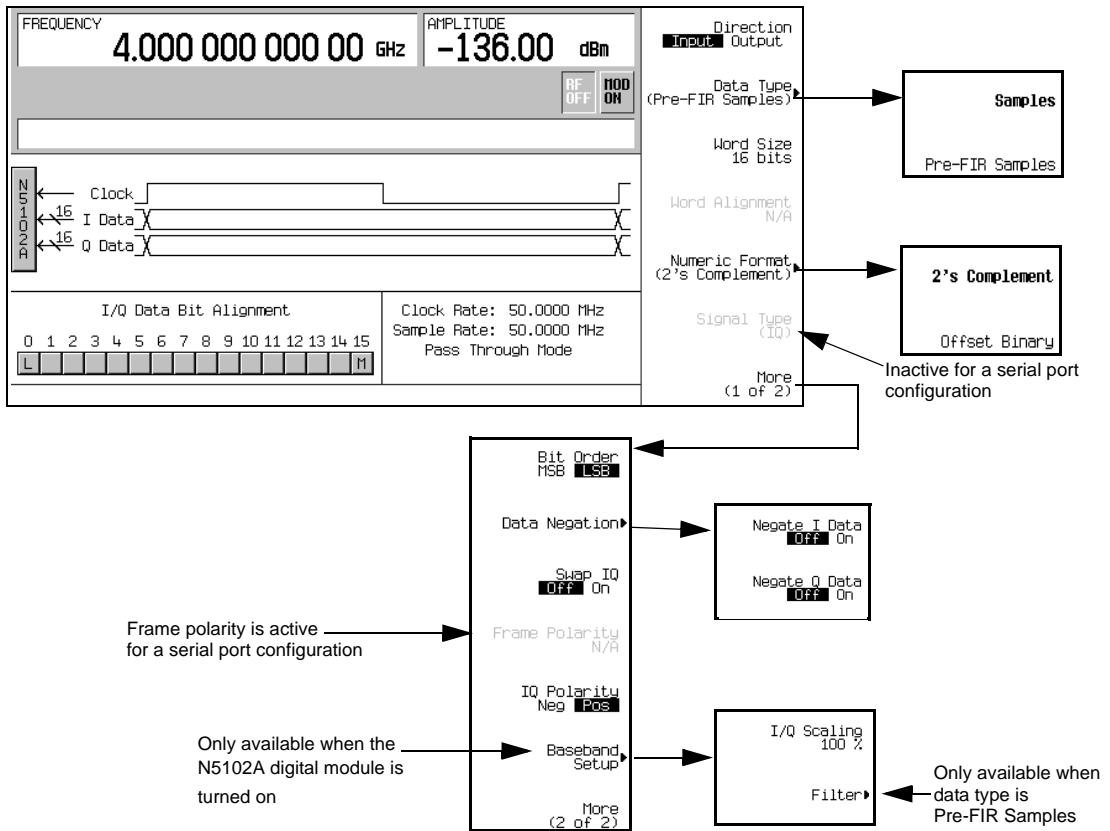 FREQUENCY
4.000 000 000 00 GHz
AMPLITUDE
-136.00 dBm
RF OFF
MOD ON
N5102A
Clock
16 I Data
16 Q Data
I/Q Data Bit Alignment
0 1 2 3 4 5 6 7 8 9 10 11 12 13 14 15
L M
Clock Rate: 50.0000 MHz
Sample Rate: 50.0000 MHz
Pass Through Mode
Direction
Input Output
Data Type
(Pre-FIR Samples)
Word Size
16 bits
Word Alignment
N/A
Numeric Format
(2's Complement)
Signal Type
(IQ)
More
(1 of 2)
Samples
Pre-FIR Samples
2's Complement
Offset Binary
Inactive for a serial port
configuration
Bit Order
MSB LSB
Data Negation
Swap IQ
Off On
Frame Polarity
N/A
IQ Polarity
Neg Pos
Baseband
Setup
More
(2 of 2)
Negate I Data
Off On
Negate Q Data
Off On
Frame polarity is active
for a serial port configuration
Only available when the
N5102A digital module is
turned on
I/Q Scaling
100 %
Filter
Only available when
data type is
Pre-FIR Samples